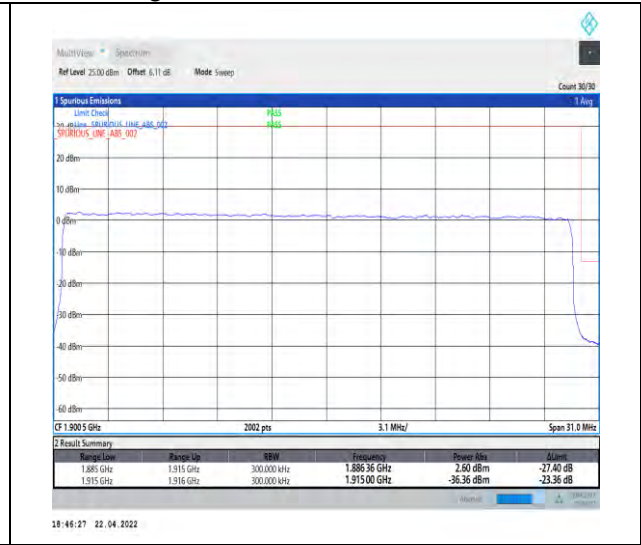 MultiView Spectrum
Ref Level 25.00 dBm Offset 6.11 dB Mode Sweep
Count 30/30
1 Spurious Emissions 1 Avg
Limit Check PASS
Line SPURIOUS_LINE_ABS_002 PASS
SPURIOUS_LINE_ABS_002
20 dBm
10 dBm
0 dBm
-10 dBm
-20 dBm
-30 dBm
-40 dBm
-50 dBm
-60 dBm
CF 1.9005 GHz 2002 pts 3.1 MHz/ Span 31.0 MHz
2 Result Summary
Range Low Range Up RBW Frequency Power Abs ΔLimit
1.885 GHz 1.915 GHz 300.000 kHz 1.88636 GHz 2.60 dBm -27.40 dB
1.915 GHz 1.916 GHz 300.000 kHz 1.91500 GHz -36.36 dBm -23.36 dB
18:46:27 22.04.2022